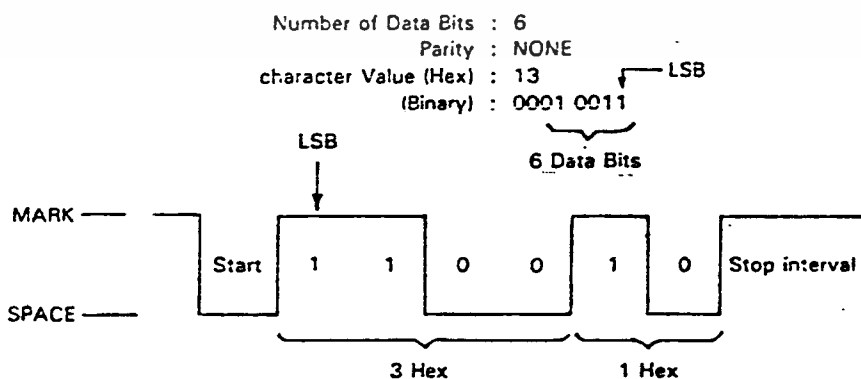 Number of Data Bits : 6
Parity : NONE
character Value (Hex) : 13
(Binary) : 0001 0011
LSB
6 Data Bits
LSB
MARK
Start 1 1 0 0 1 0 Stop interval
SPACE
3 Hex 1 Hex